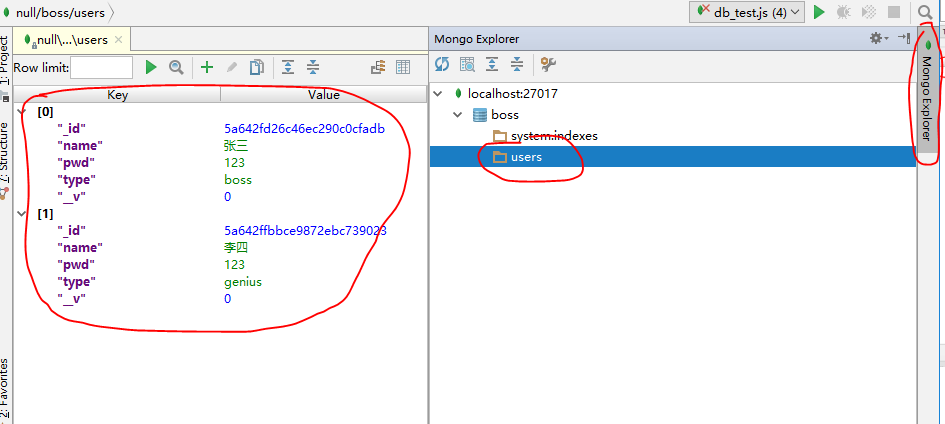 null/boss/users
db_test.js (4)
1: Project
7: Structure
2: Favorites
null\...\users
Row limit:
Key Value
[0]
"_id" 5a642fd26c46ec290c0cfadb
"name" 张三
"pwd" 123
"type" boss
"__v" 0
[1]
"_id" 5a642ffbbce9872ebc739023
"name" 李四
"pwd" 123
"type" genius
"__v" 0
Mongo Explorer
localhost:27017
boss
system.indexes
users
Mongo Explorer